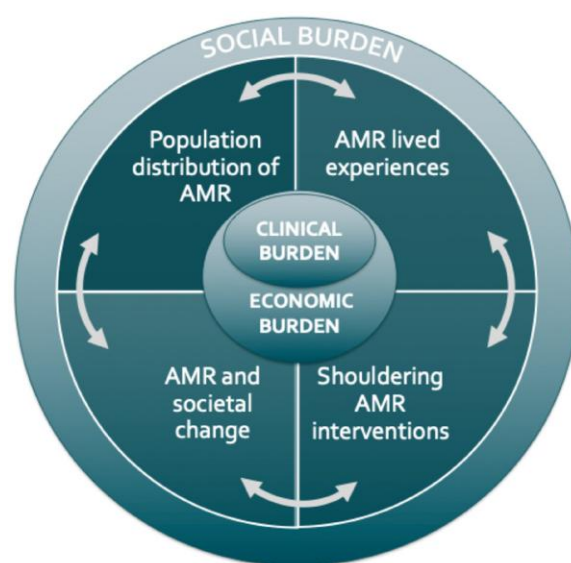 SOCIAL BURDEN
Population
distribution of
AMR
AMR lived
experiences
CLINICAL
BURDEN
ECONOMIC
BURDEN
AMR and
societal
change
Shouldering
AMR
interventions